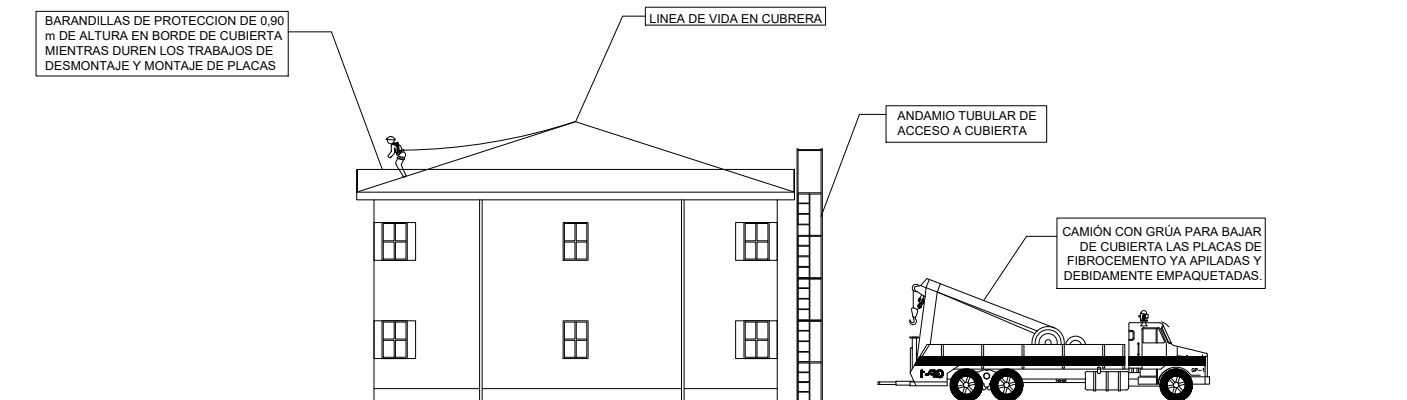 BARANDILLAS DE PROTECCION DE 0,90
m DE ALTURA EN BORDE DE CUBIERTA
MIENTRAS DUREN LOS TRABAJOS DE
DESMONTAJE Y MONTAJE DE PLACAS
LINEA DE VIDA EN CUBRERA
ANDAMIO TUBULAR DE
ACCESO A CUBIERTA
CAMIÓN CON GRÚA PARA BAJAR
DE CUBIERTA LAS PLACAS DE
FIBROCEMENTO YA APILADAS Y
DEBIDAMENTE EMPAQUETADAS.
GP-1